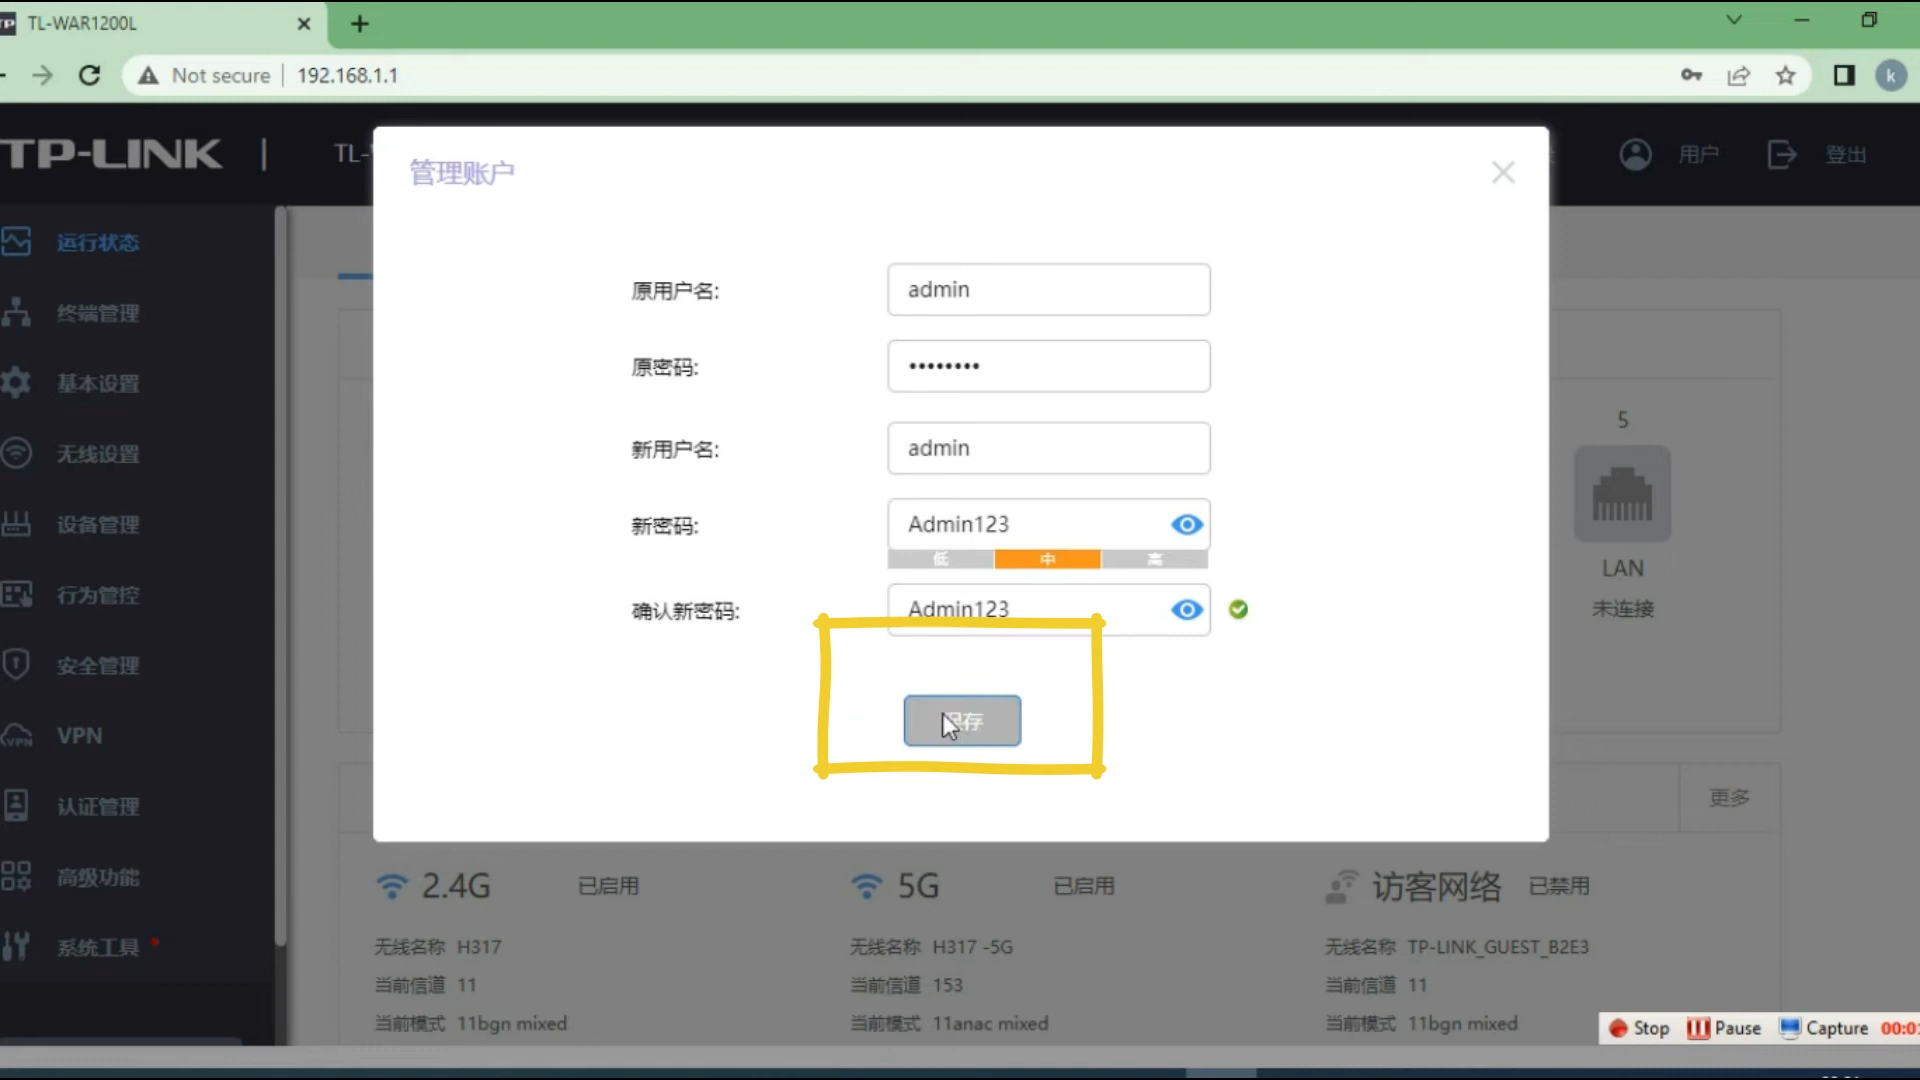 TL-WAR1200L
Not secure
192.168.1.1
TP-LINK
TL-
用户
登出
管理账户
原用户名:
admin
原密码:
••••••••
新用户名:
admin
新密码:
Admin123
低
中
高
确认新密码:
Admin123
保存
运行状态
终端管理
基本设置
无线设置
设备管理
行为管控
安全管理
VPN
认证管理
高级功能
系统工具
5
LAN
未连接
更多
2.4G 已启用
无线名称 H317
当前信道 11
当前模式 11bgn mixed
5G 已启用
无线名称 H317 -5G
当前信道 153
当前模式 11anac mixed
访客网络 已禁用
无线名称 TP-LINK_GUEST_B2E3
当前信道 11
当前模式 11bgn mixed
Stop Pause Capture